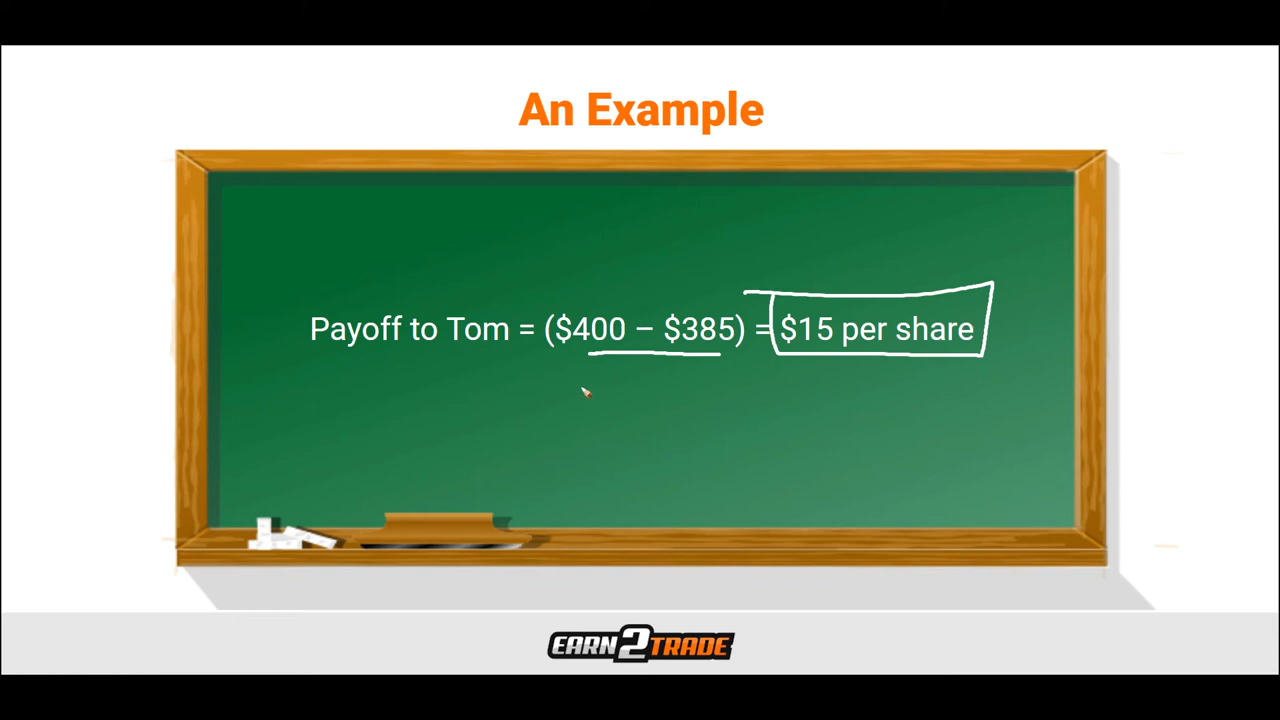 An Example
Payoff to Tom = ($400 – $385) = $15 per share
EARN2TRADE